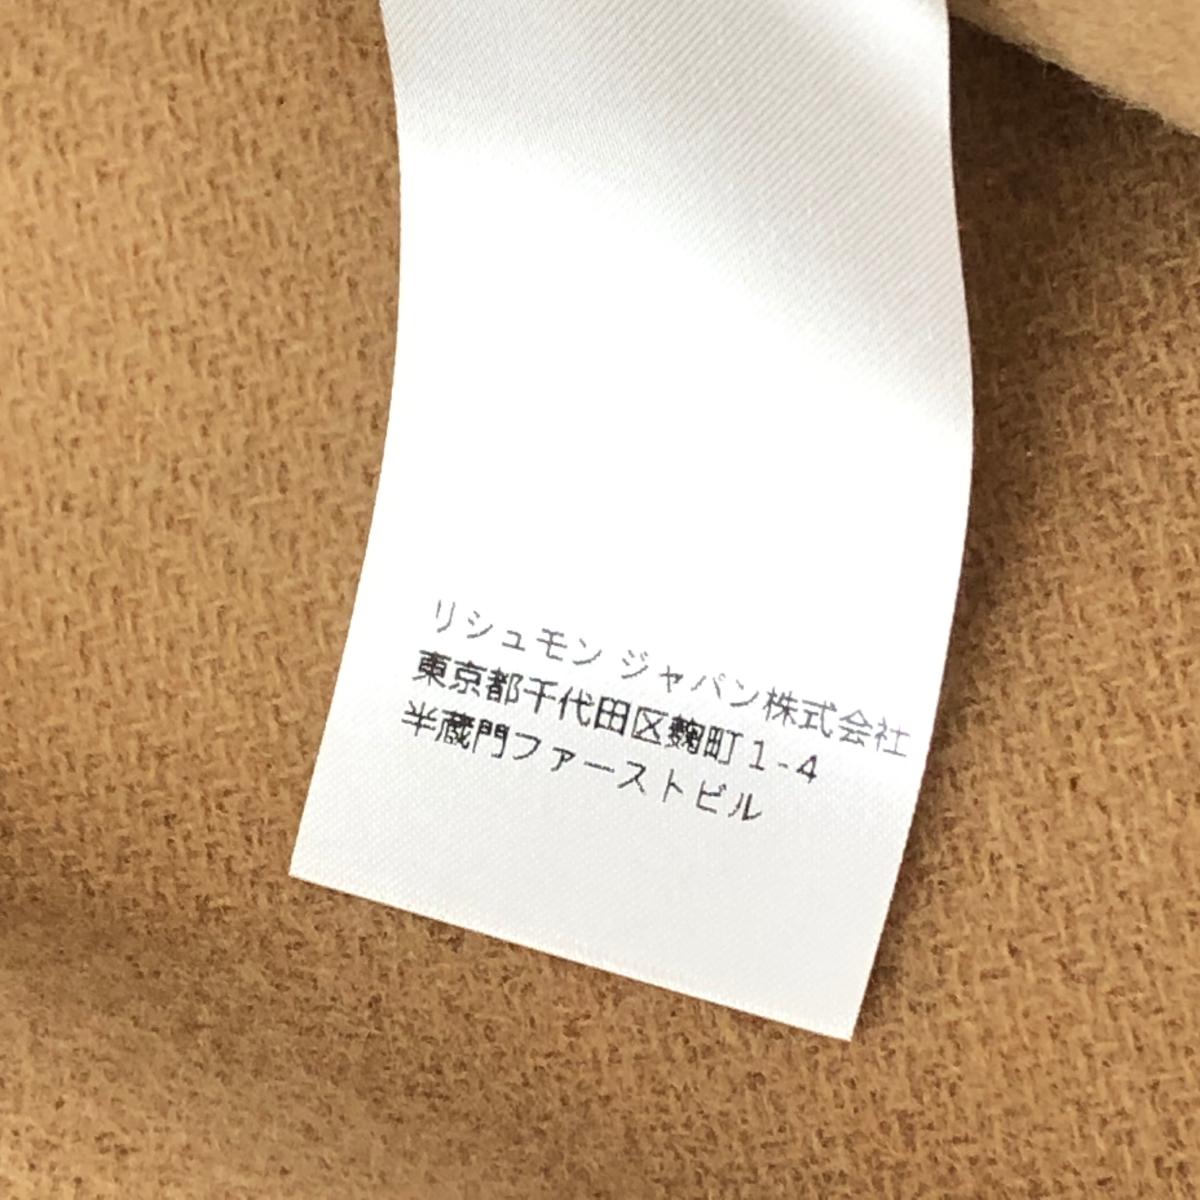 リシュモン ジャパン株式会社
東京都千代田区麹町1-4
半蔵門ファーストビル